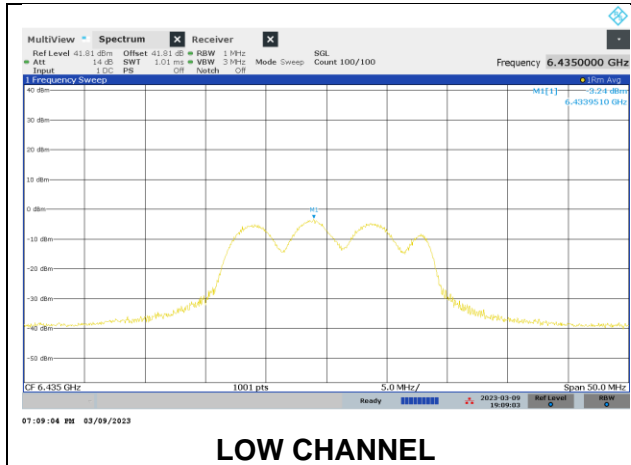 MultiView Spectrum X Receiver X
Ref Level 41.81 dBm Offset 41.81 dB RBW 1 MHz SGL
Att 14 dB SWT 1.01 ms VBW 3 MHz Mode Sweep Count 100/100 Frequency 6.4350000 GHz
Input 1 DC PS Off Notch Off
1 Frequency Sweep 1Rm Avg
40 dBm M1[1] -3.24 dBm
6.4339510 GHz
30 dBm
20 dBm
10 dBm
0 dBm
M1
-10 dBm
-20 dBm
-30 dBm
-40 dBm
-50 dBm
CF 6.435 GHz 1001 pts 5.0 MHz/ Span 50.0 MHz
Ready 2023-03-09 Ref Level RBW
19:09:03
07:09:04 PM 03/09/2023
LOW CHANNEL